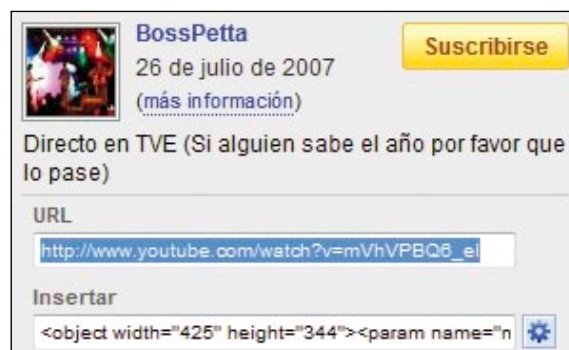 BossPetta
Suscribirse
26 de julio de 2007
(más información)
Directo en TVE (Si alguien sabe el año por favor que
lo pase)
URL
http://www.youtube.com/watch?v=mVhVPBQ6_eI
Insertar
<object width="425" height="344"><param name="n